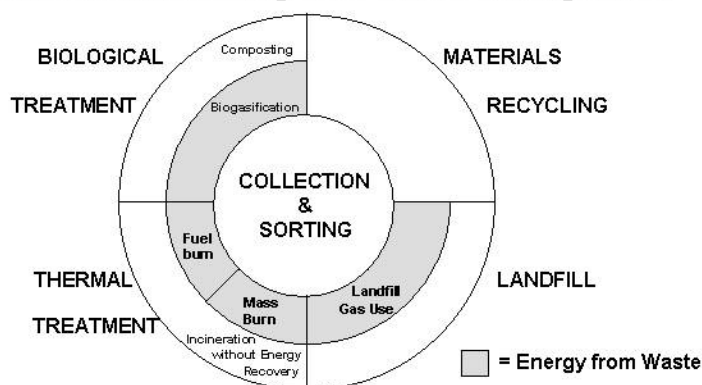 Composting
BIOLOGICAL
TREATMENT
Biogasification
MATERIALS
RECYCLING
COLLECTION
&
SORTING
Fuel
burn
THERMAL
TREATMENT
Mass
Burn
Incineration
without Energy
Recovery
Landfill
Gas Use
LANDFILL
= Energy from Waste